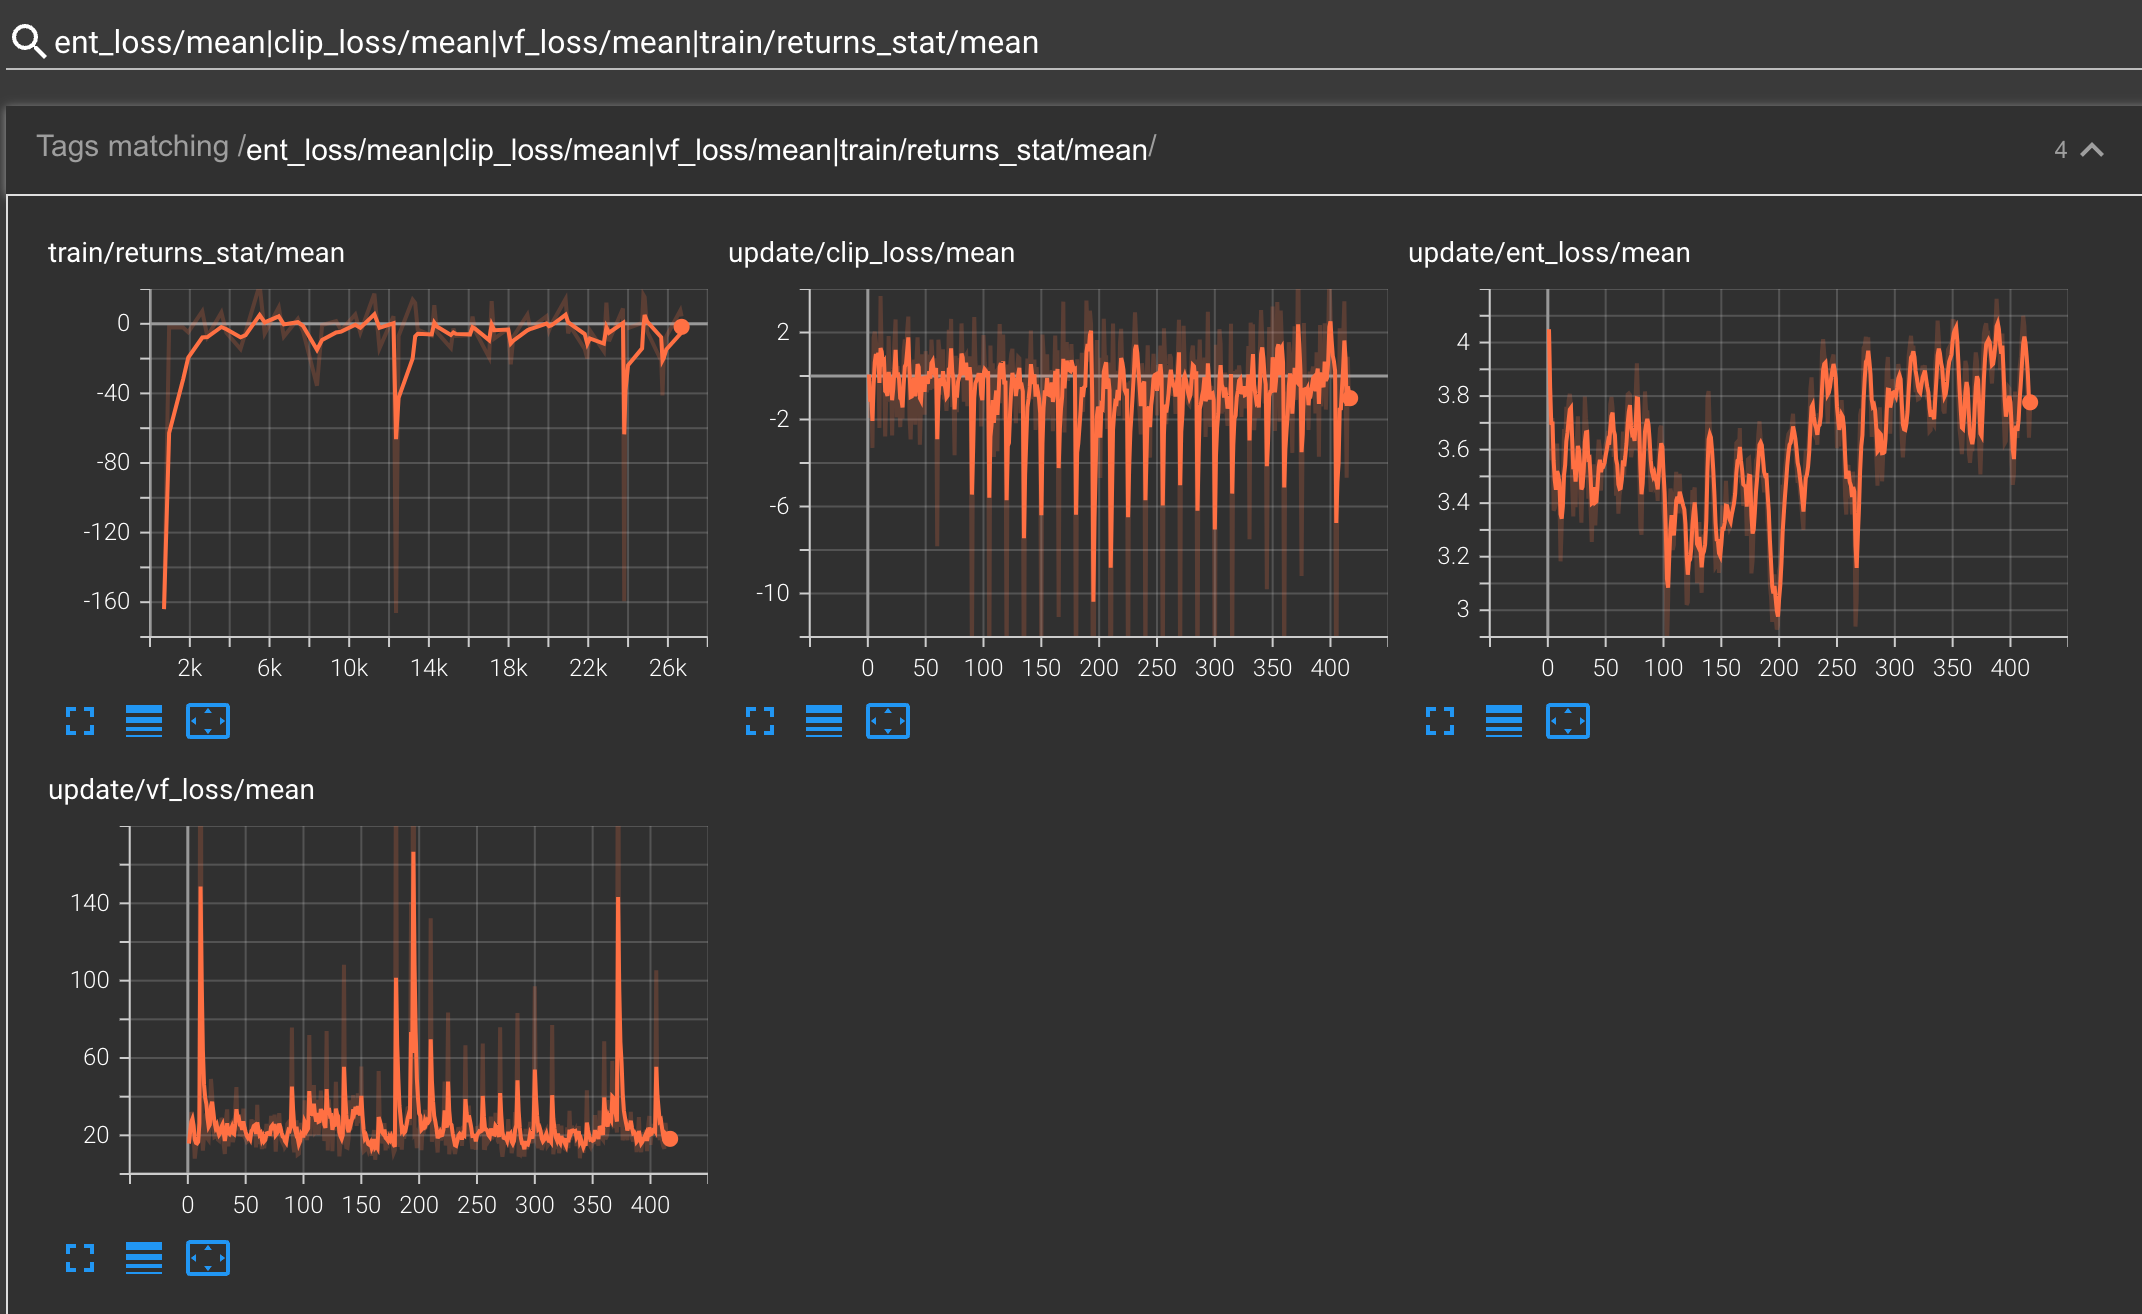 ent_loss/mean|clip_loss/mean|vf_loss/mean|train/returns_stat/mean
Tags matching /ent_loss/mean|clip_loss/mean|vf_loss/mean|train/returns_stat/mean/ 4
train/returns_stat/mean
0
-40
-80
-120
-160
2k 6k 10k 14k 18k 22k 26k
update/clip_loss/mean
2
-2
-6
-10
0 50 100 150 200 250 300 350 400
update/ent_loss/mean
4
3.8
3.6
3.4
3.2
3
0 50 100 150 200 250 300 350 400
update/vf_loss/mean
140
100
60
20
0 50 100 150 200 250 300 350 400